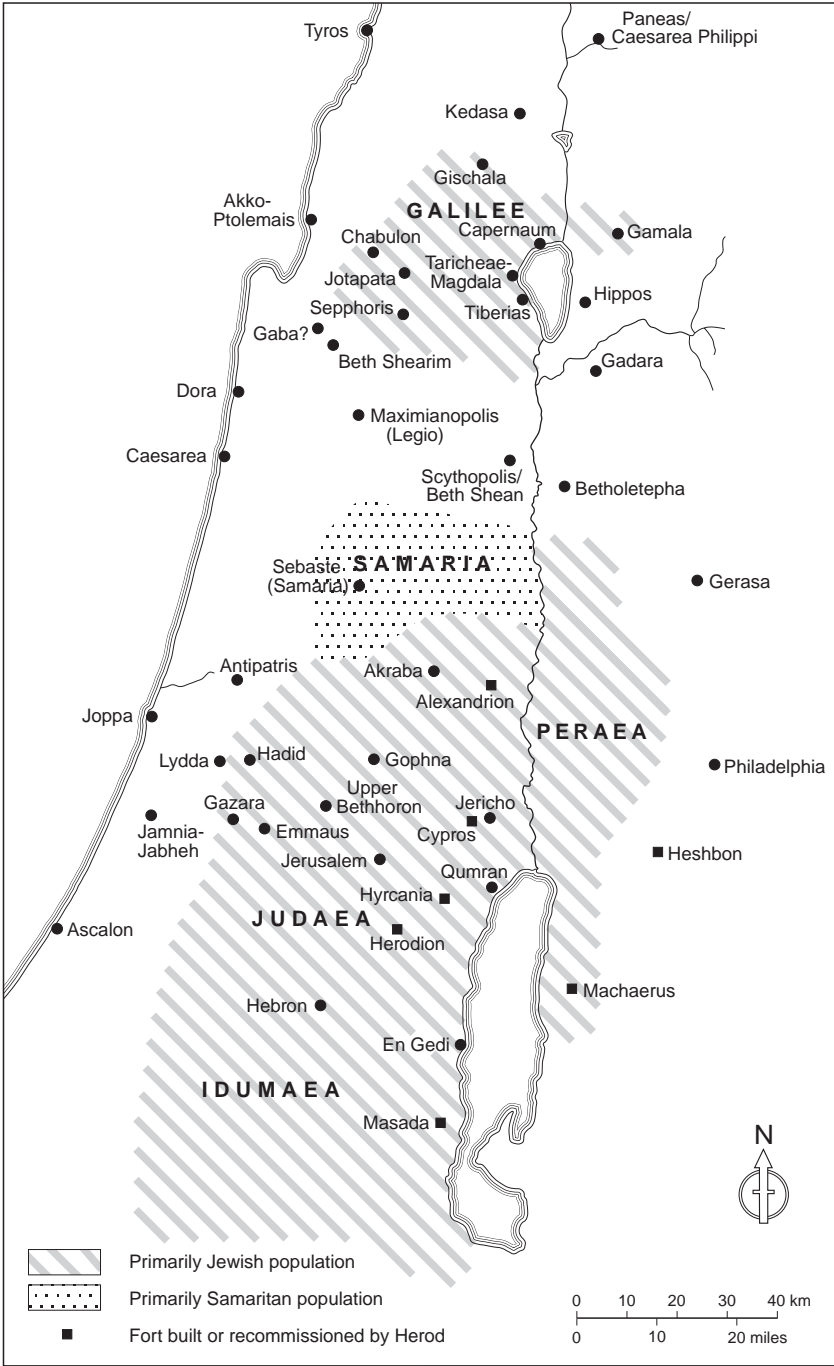 Tyros
Paneas/
Caesarea Philippi
Kedasa
Gischala
GALILEE
Akko-
Ptolemais
Capernaum
Gamala
Chabulon
Jotapata
Taricheae-
Magdala
Hippos
Sepphoris
Tiberias
Gaba?
Beth Shearim
Gadara
Dora
Maximianopolis
(Legio)
Caesarea
Scythopolis/
Beth Shean
Betholetepha
SAMARIA
Sebaste
(Samaria)
Gerasa
Antipatris
Akraba
Alexandrion
Joppa
PERAEA
Lydda
Hadid
Gophna
Philadelphia
Upper
Bethhoron
Jericho
Gazara
Cypros
Jamnia-
Jabheh
Emmaus
Jerusalem
Heshbon
Qumran
Hyrcania
JUDAEA
Herodion
Ascalon
Machaerus
Hebron
En Gedi
IDUMAEA
Masada
N
Primarily Jewish population
Primarily Samaritan population
Fort built or recommissioned by Herod
0 10 20 30 40 km
0 10 20 miles